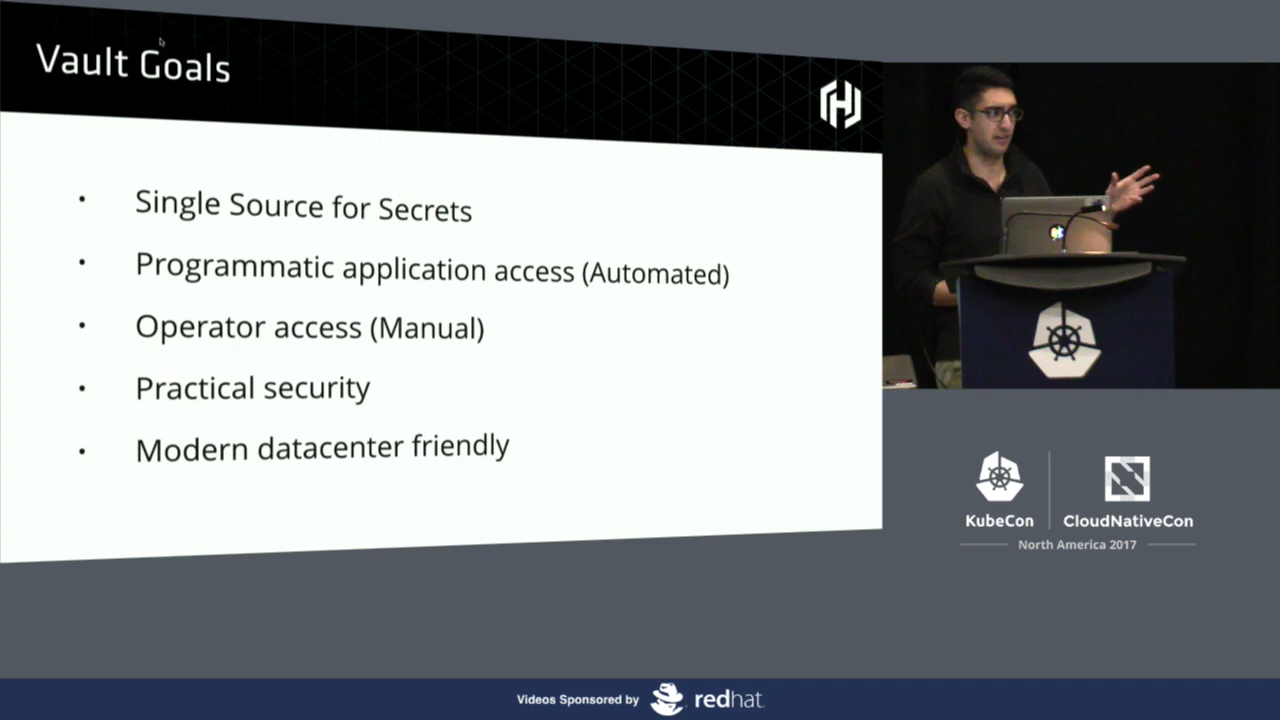 Vault Goals
Single Source for Secrets
Programmatic application access (Automated)
Operator access (Manual)
Practical security
Modern datacenter friendly
KubeCon
CloudNativeCon
North America 2017
Videos Sponsored by redhat.